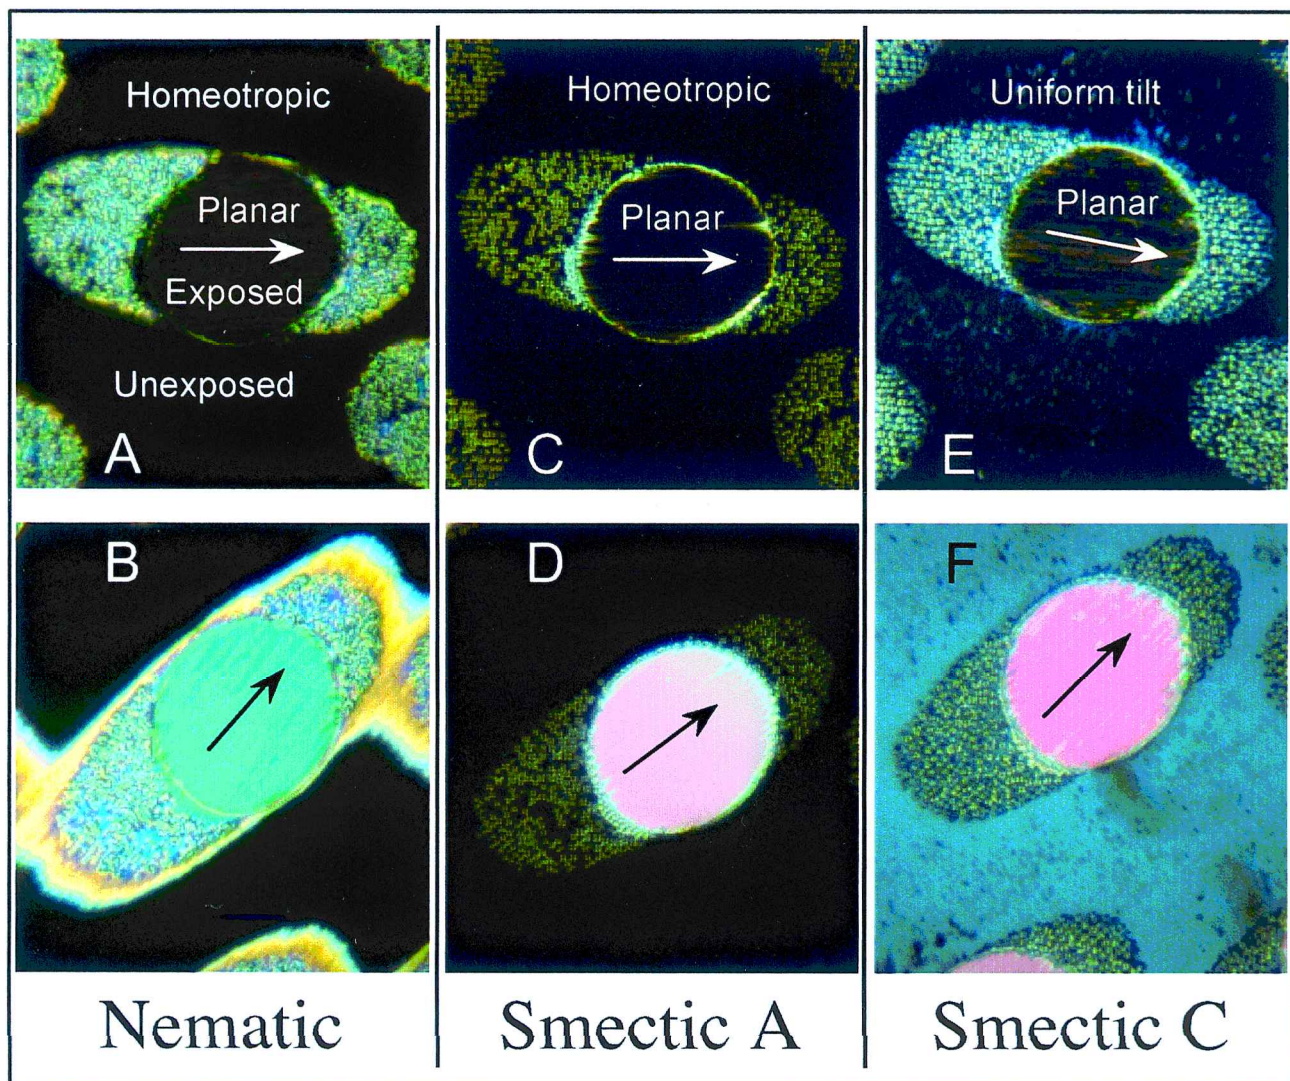 Homeotropic
Planar
Exposed
Unexposed
A
Homeotropic
Planar
C
Uniform tilt
Planar
E
B
D
F
Nematic
Smectic A
Smectic C